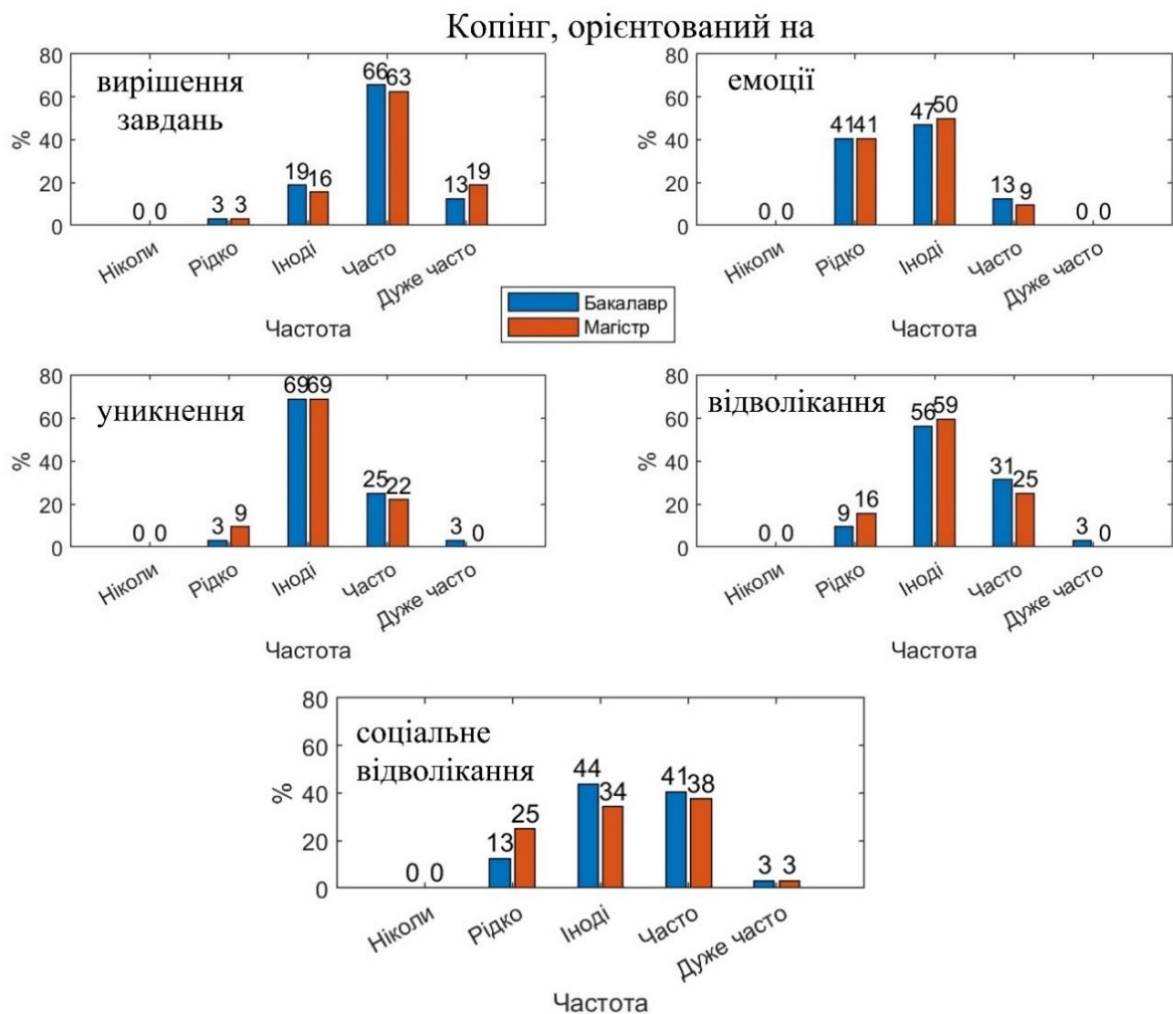 Копінг, орієнтований на
вирішення
завдань
%
80
60
40
20
0
0 0
3 3
19 16
66 63
13 19
Ніколи
Рідко
Іноді
Часто
Дуже часто
Частота
емоції
%
80
60
40
20
0
0 0
41 41
47 50
13 9
0 0
Ніколи
Рідко
Іноді
Часто
Дуже часто
Частота
Бакалавр
Магістр
уникнення
%
80
60
40
20
0
0 0
3 9
69 69
25 22
3 0
Ніколи
Рідко
Іноді
Часто
Дуже часто
Частота
відволікання
%
80
60
40
20
0
0 0
9 16
56 59
31 25
3 0
Ніколи
Рідко
Іноді
Часто
Дуже часто
Частота
соціальне
відволікання
%
80
60
40
20
0
0 0
13 25
44 34
41 38
3 3
Ніколи
Рідко
Іноді
Часто
Дуже часто
Частота